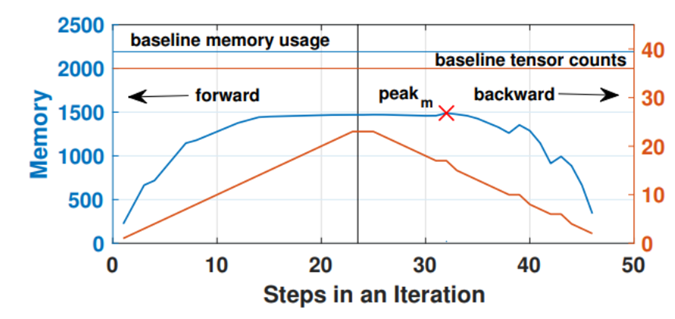 2500
2000
1500
1000
500
0
Memory
baseline memory usage
baseline tensor counts
forward
peak m
backward
40
30
20
10
0
0 10 20 30 40 50
Steps in an Iteration